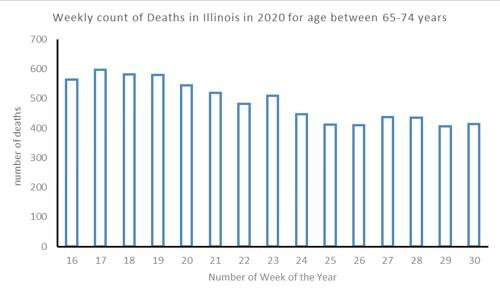 Weekly count of Deaths in Illinois in 2020 for age between 65-74 years
700
600
500
400
300
200
100
0
number of deaths
16 17 18 19 20 21 22 23 24 25 26 27 28 29 30
Number of Week of the Year